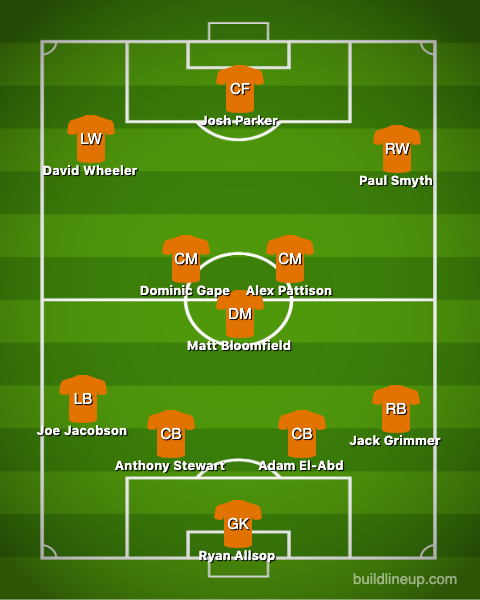 CF
Josh Parker
LW
David Wheeler
RW
Paul Smyth
CM
Dominic Gape
CM
Alex Pattison
DM
Matt Bloomfield
LB
Joe Jacobson
RB
Jack Grimmer
CB
Anthony Stewart
CB
Adam El-Abd
GK
Ryan Allsop
buildlineup.com